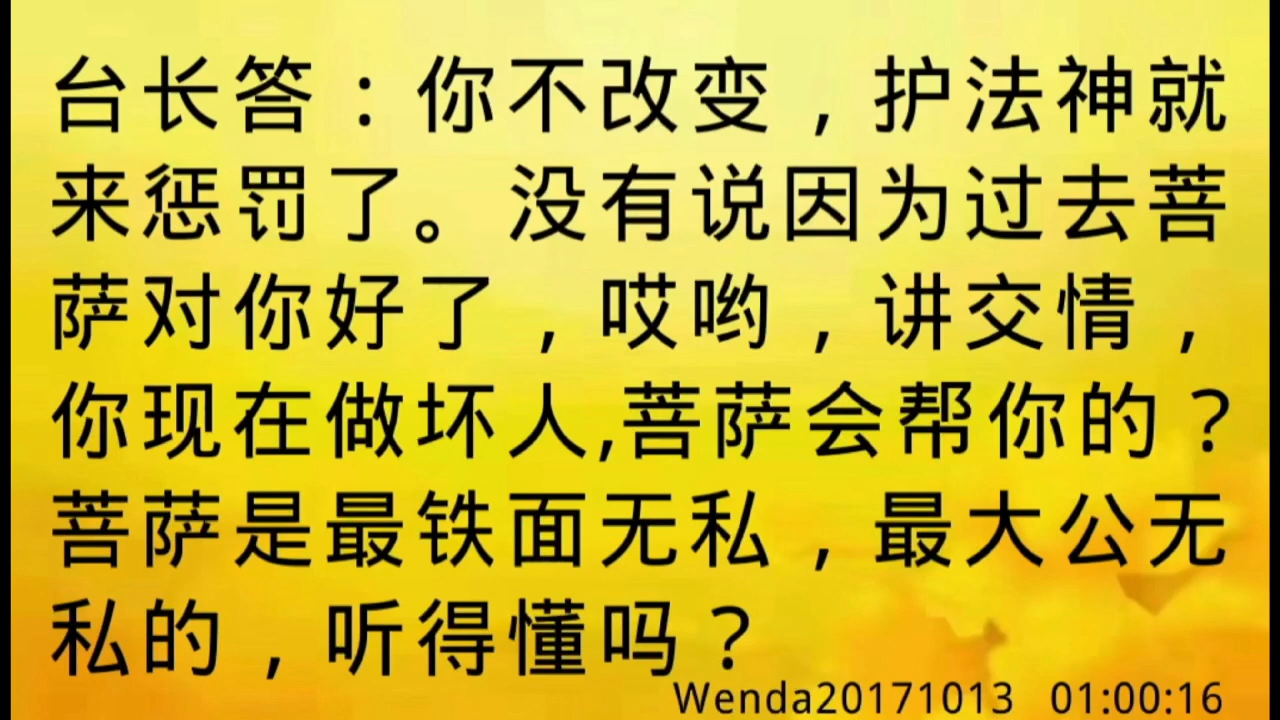 台长答：你不改变，护法神就
来惩罚了。没有说因为过去菩
萨对你好了，哎哟，讲交情，
你现在做坏人,菩萨会帮你的？
菩萨是最铁面无私，最大公无
私的，听得懂吗？
Wenda20171013 01:00:16